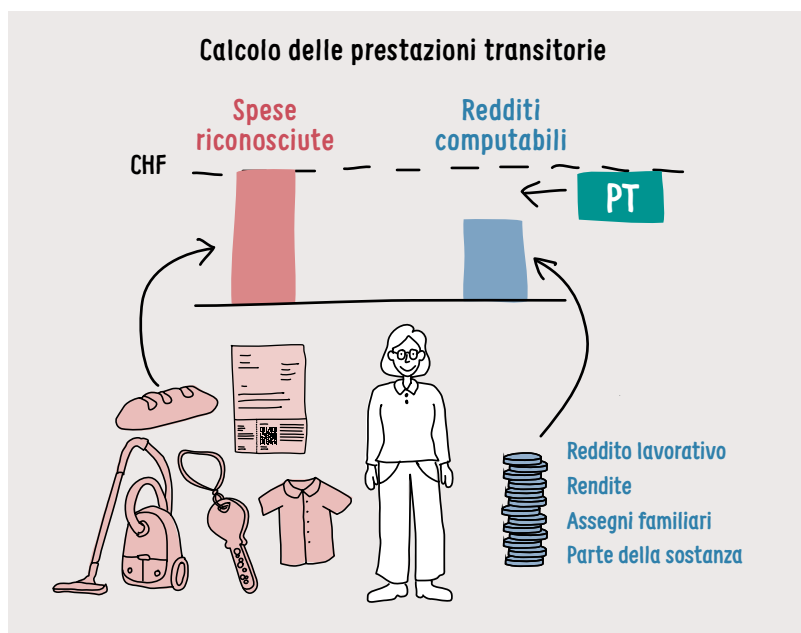 Calcolo delle prestazioni transitorie
Spese
riconosciute
Redditi
computabili
CHF
PT
Reddito lavorativo
Rendite
Assegni familiari
Parte della sostanza